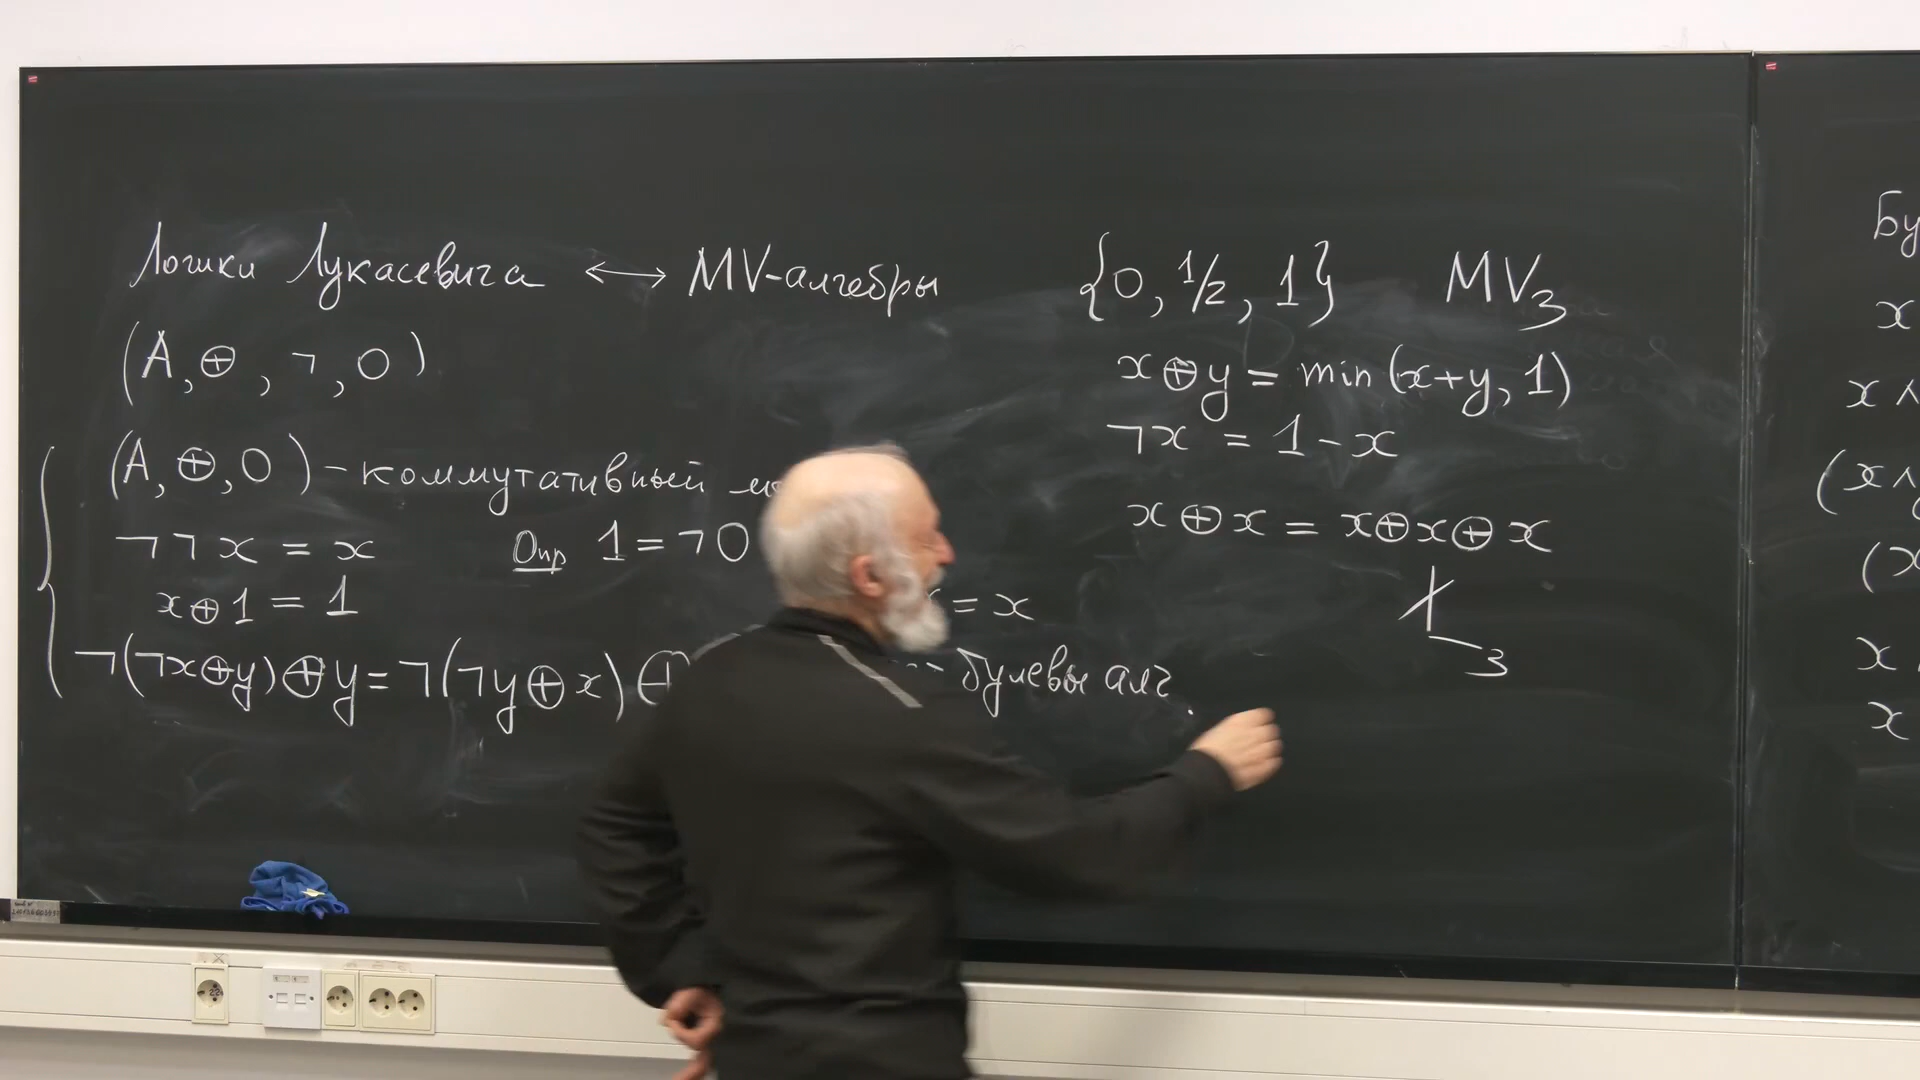 Логики Лукасевича ⟷ MV-алгебры
(A, ⊕, ¬, 0)
(A, ⊕, 0) – коммутативный
¬¬x = x
Опр 1 = ¬0
x ⊕ 1 = 1
= x
¬(¬x⊕y)⊕y = ¬(¬y⊕x)⊕
булевы алг.
{0, 1/2, 1} MV₃
x⊕y = min(x+y, 1)
¬x = 1 – x
x ⊕ x = x⊕x⊕x
3
Бу
x
x ∧
(x∧y
(x
x
x